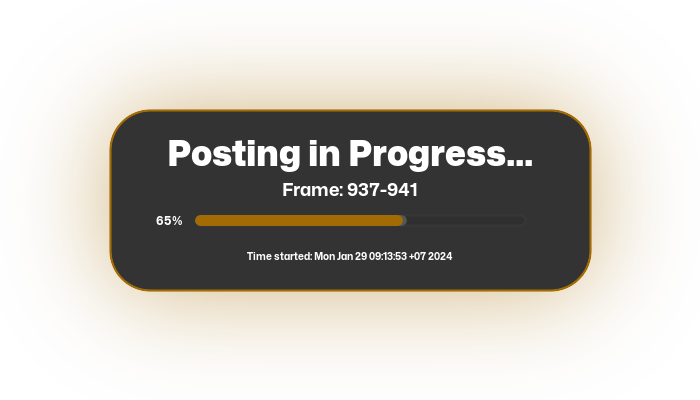 Posting in Progress...
Frame: 937-941
65%
Time started: Mon Jan 29 09:13:53 +07 2024